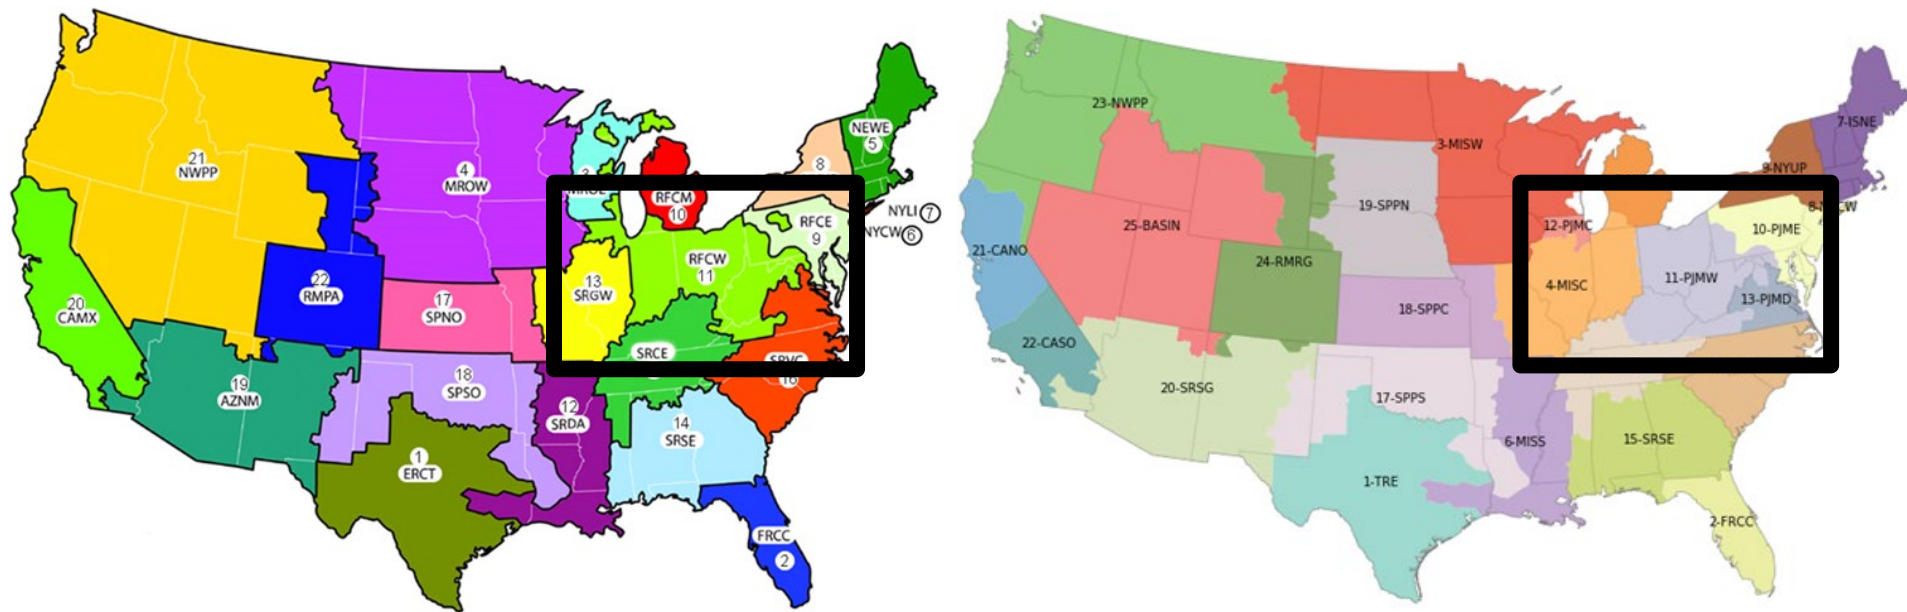 21
NWPP
4
MROW
3
NEWE
5
8
RFCM
10
NYLI 7
NYCW 6
RFCE
9
RFCW
11
22
RMPA
20
CAMX
17
SPNO
13
SRGW
SRCE
16
19
AZNM
18
SPSO
12
SRDA
14
SRSE
1
ERCT
FRCC
2
23-NWPP
3-MISW
7-ISNE
9-NYUP
19-SPPN
25-BASIN
12-PJMC
10-PJME
21-CANO
24-RMRG
4-MISC
11-PJMW
13-PJMD
18-SPPC
22-CASO
20-SRSG
17-SPPS
6-MISS
15-SRSE
1-TRE
2-FRCC